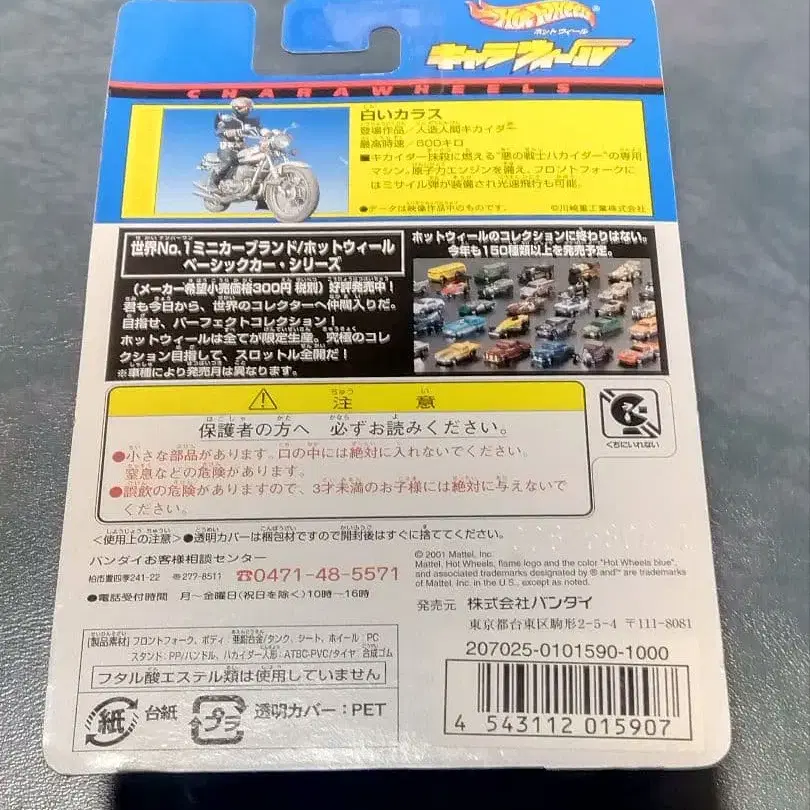 HOT WHEELS
ホットウィール
キャラウィール
CHARAWHEELS
白いカラス
登場作品/人造人間キカイダー
最高時速/600キロ
■キカイダー抹殺に燃える"悪の戦士ハカイダー"の専用
マシン。原子力エンジンを備え、フロントフォークに
はミサイル弾が装備され光速飛行も可能。
●データは映像作品中のものです。
©川崎重工業株式会社
世界No.1ミニカーブランド/ホットウィール
ベーシックカー・シリーズ
(メーカー希望小売価格300円 税別) 好評発売中!
君も今日から、世界のコレクターへ仲間入りだ。
目指せ、パーフェクトコレクション!
ホットウィールは全てが限定生産。究極のコレ
クション目指して、スロットル全開だ!
※車種により発売月は異なります。
ホットウィールのコレクションに終わりはない。
今年も150種類以上を発売予定。
注意
保護者の方へ 必ずお読みください。
●小さな部品があります。口の中には絶対に入れないでください。
窒息などの危険があります。
●誤飲の危険がありますので、3才未満のお子様には絶対に与えないで
ください。
くちにいれない
<使用上の注意>●透明カバーは梱包材ですので開封後はすぐに捨ててください。
バンダイお客様相談センター
柏市豊四季241-22 〠277-8511 ☎0471-48-5571
●電話受付時間 月〜金曜日(祝日を除く)10時〜16時
© 2001 Mattel, Inc.
Mattel, Hot Wheels, flame logo and the color "Hot Wheels blue",
and associated trademarks designated by ® and™ are trademarks
of Mattel, Inc. in the U.S., except as noted.
発売元 株式会社バンダイ
東京都台東区駒形2-5-4 〒111-8081
207025-0101590-1000
[製品素材] フロントフォーク、ボディ:亜鉛合金/タンク、シート、ホイール:PC
スタンド:PP/ハンドル、ハカイダー人形:ATBC-PVC/タイヤ:合成ゴム
フタル酸エステル類は使用していません
紙 台紙 プラ 透明カバー:PET
4 543112 015907